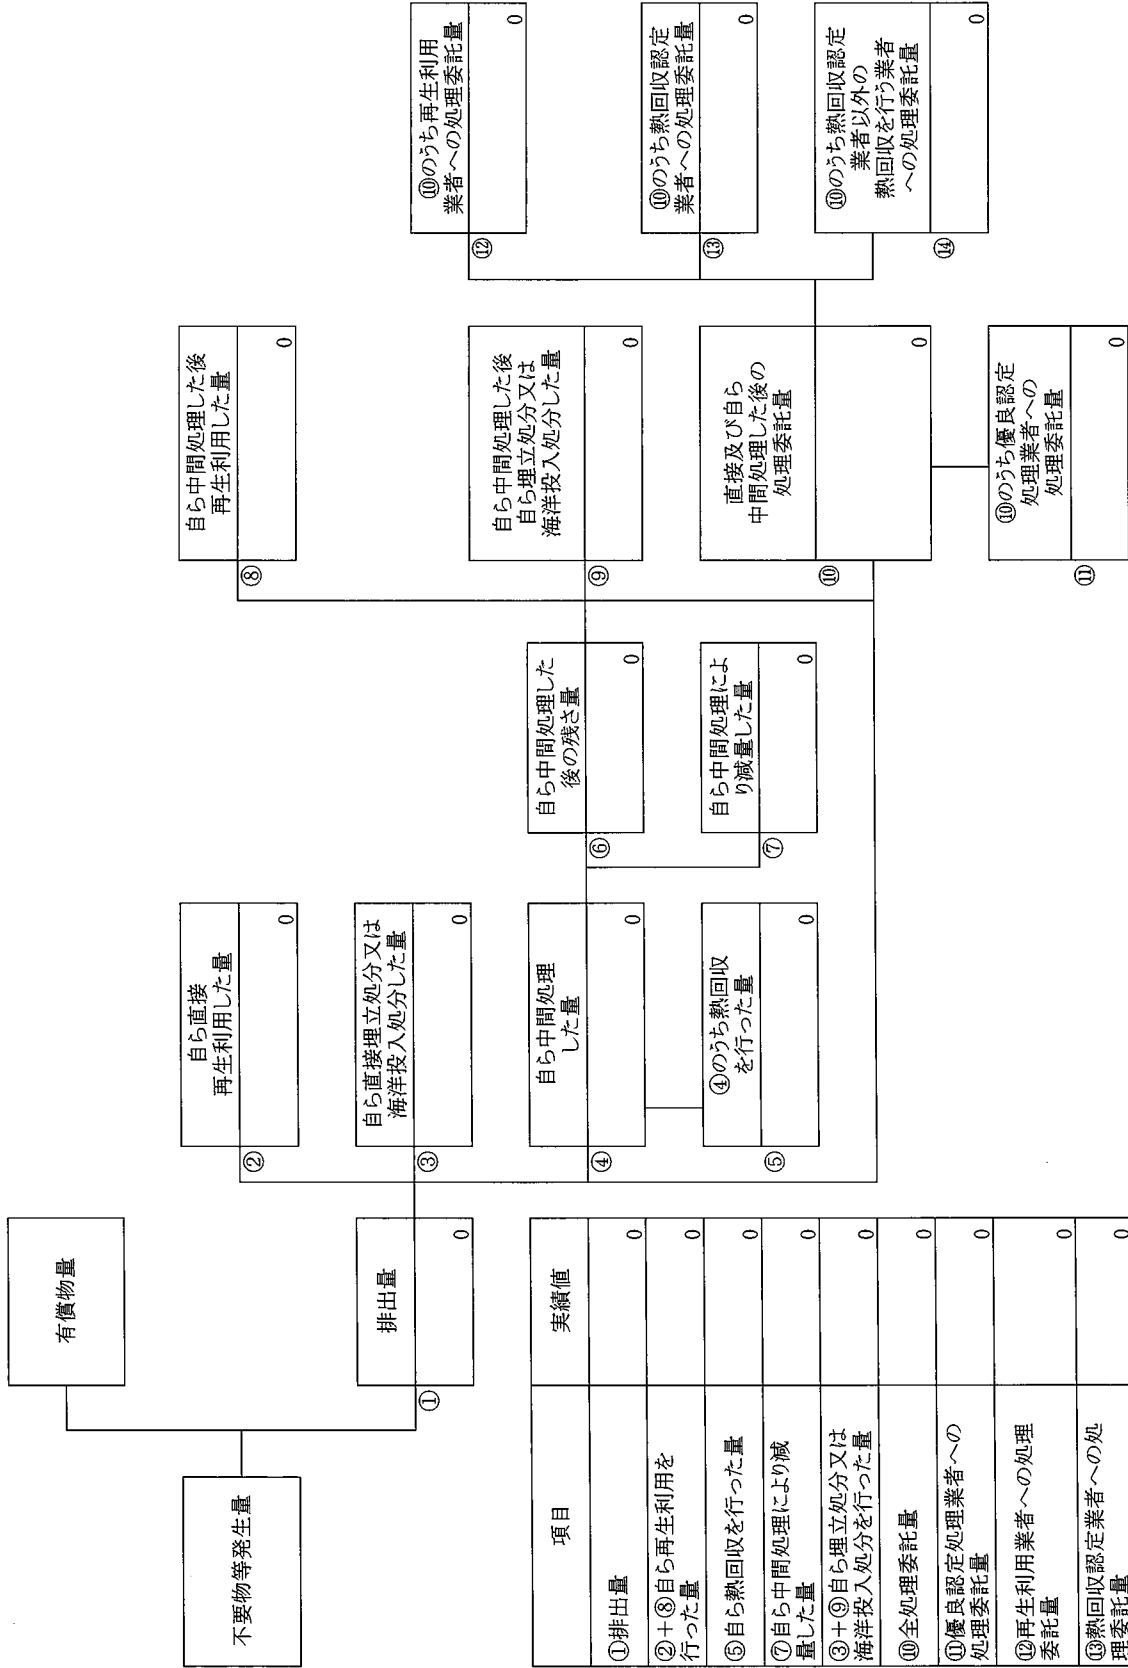 不要物等発生量
有償物量
排出量
①
0
自ら直接
再生利用した量
②
0
自ら直接埋立処分又は
海洋投入処分した量
③
0
自ら中間処理
した量
④
0
④のうち熱回収
を行った量
⑤
0
自ら中間処理した
後の残さ量
⑥
0
自ら中間処理によ
り減量した量
⑦
0
自ら中間処理した後
再生利用した量
⑧
0
自ら中間処理した後
自ら埋立処分又は
海洋投入処分した量
⑨
0
直接及び自ら
中間処理した後の
処理委託量
⑩
0
⑩のうち優良認定
処理業者への
処理委託量
⑪
0
⑩のうち再生利用
業者への処理委託量
⑫
0
⑩のうち熱回収認定
業者への処理委託量
⑬
0
⑩のうち熱回収認定
業者以外の
熱回収を行う業者
への処理委託量
⑭
0
項目
実績値
①排出量
0
②+⑧自ら再生利用を
行った量
0
⑤自ら熱回収を行った量
0
⑦自ら中間処理により減
量した量
0
③+⑨自ら埋立処分又は
海洋投入処分を行った量
0
⑩全処理委託量
0
⑪優良認定処理業者への
処理委託量
0
⑫再生利用業者への処理
委託量
0
⑬熱回収認定業者への処
理委託量
0